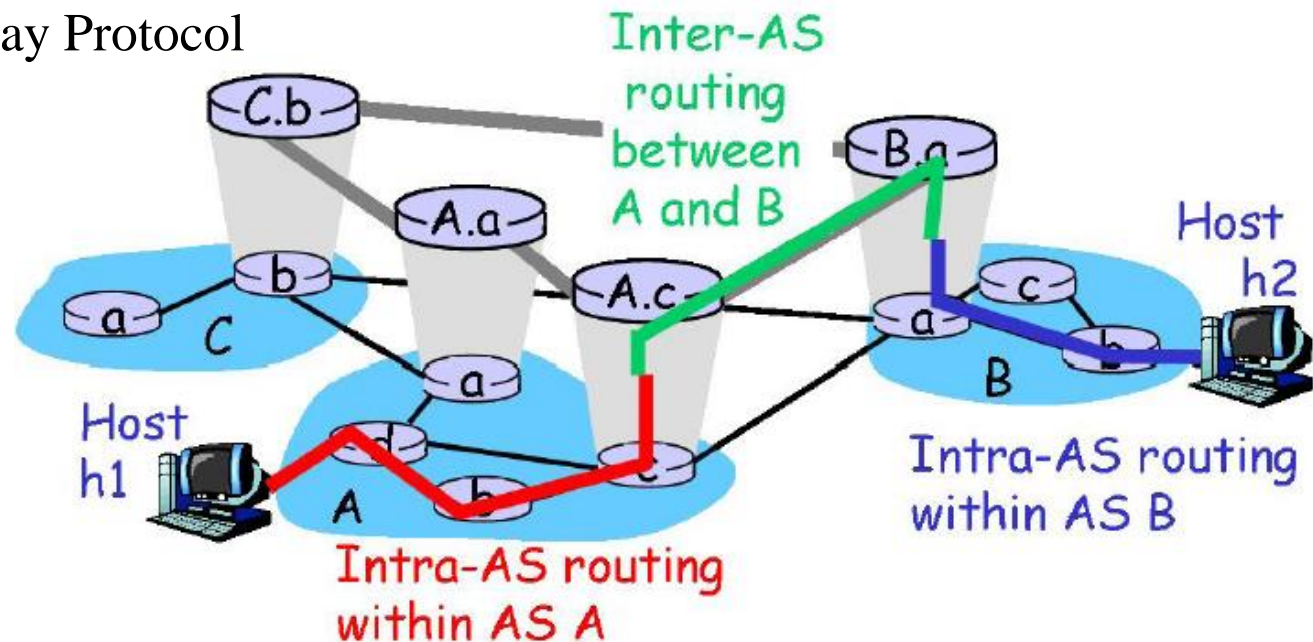 ay Protocol
Inter-AS
routing
between
A and B
C.b
B.a
A.a
Host
h2
A.c
b
a
C
c
a
b
B
a
Host
h1
d
b
c
A
Intra-AS routing
within AS B
Intra-AS routing
within AS A